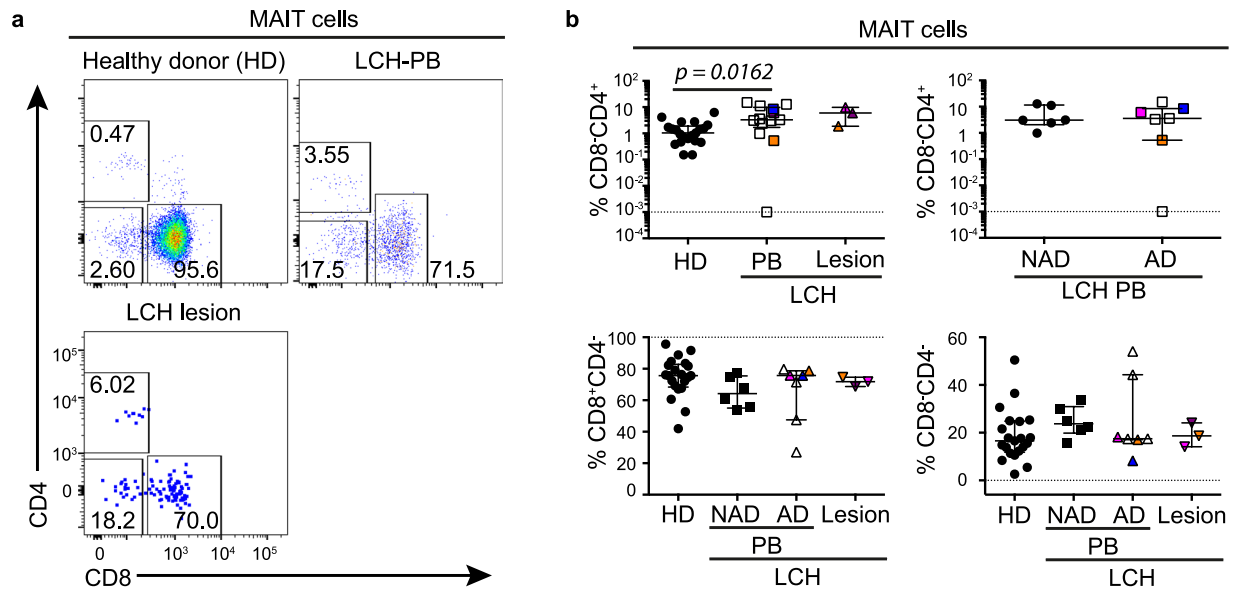 a
MAIT cells
Healthy donor (HD)
LCH-PB
0.47
2.60
95.6
3.55
17.5
71.5
LCH lesion
10⁵
10⁴
10³
0
6.02
18.2
70.0
0
10³
10⁴
10⁵
CD4
CD8
b
MAIT cells
% CD8⁻CD4⁺
10²
10
1
10⁻¹
10⁻²
10⁻³
10⁻⁴
p = 0.0162
HD
PB
Lesion
LCH
% CD8⁻CD4⁺
10²
10
1
10⁻¹
10⁻²
10⁻³
10⁻⁴
NAD
AD
LCH PB
% CD8⁺CD4⁻
100
80
60
40
20
0
HD
NAD
AD
Lesion
PB
LCH
% CD8⁻CD4⁻
60
40
20
0
HD
NAD
AD
Lesion
PB
LCH